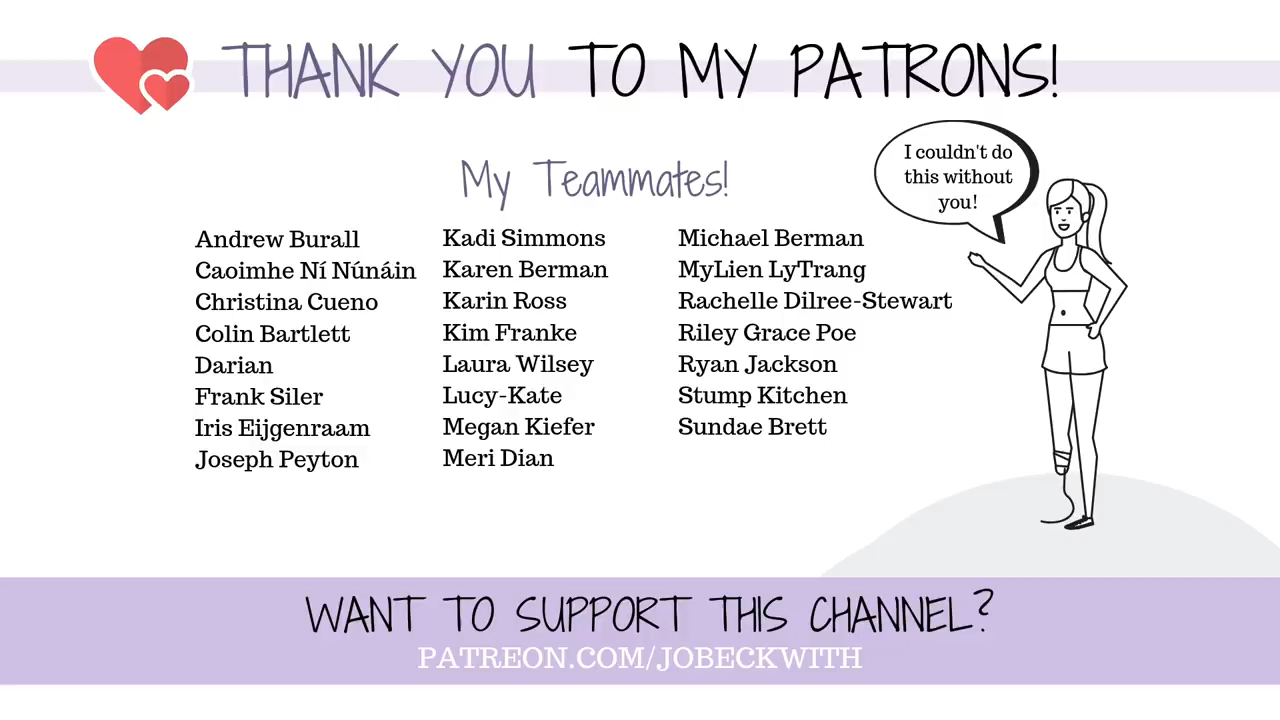 THANK YOU TO MY PATRONS!
My Teammates!
I couldn't do
this without
you!
Andrew Burall
Caoimhe Ní Núnáin
Christina Cueno
Colin Bartlett
Darian
Frank Siler
Iris Eijgenraam
Joseph Peyton
Kadi Simmons
Karen Berman
Karin Ross
Kim Franke
Laura Wilsey
Lucy-Kate
Megan Kiefer
Meri Dian
Michael Berman
MyLien LyTrang
Rachelle Dilree-Stewart
Riley Grace Poe
Ryan Jackson
Stump Kitchen
Sundae Brett
WANT TO SUPPORT THIS CHANNEL?
PATREON.COM/JOBECKWITH